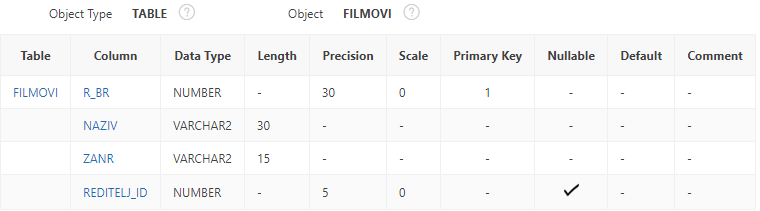 Object Type TABLE ? Object FILMOVI ?
Table Column Data Type Length Precision Scale Primary Key Nullable Default Comment
FILMOVI R_BR NUMBER - 30 0 1 - - -
NAZIV VARCHAR2 30 - - - - - -
ZANR VARCHAR2 15 - - - - - -
REDITELJ_ID NUMBER - 5 0 - ✓ - -